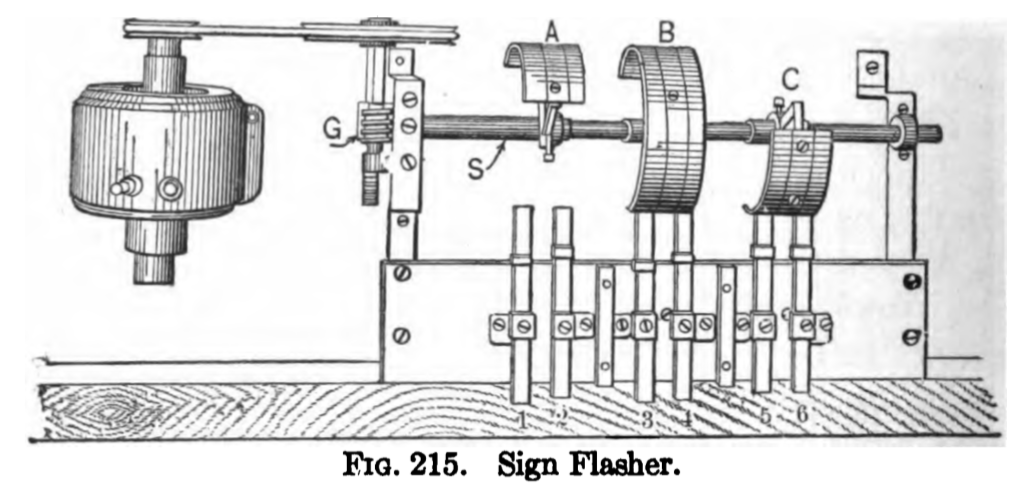 A B
C
G
S
1 2 3 4 5 6
FIG. 215. Sign Flasher.